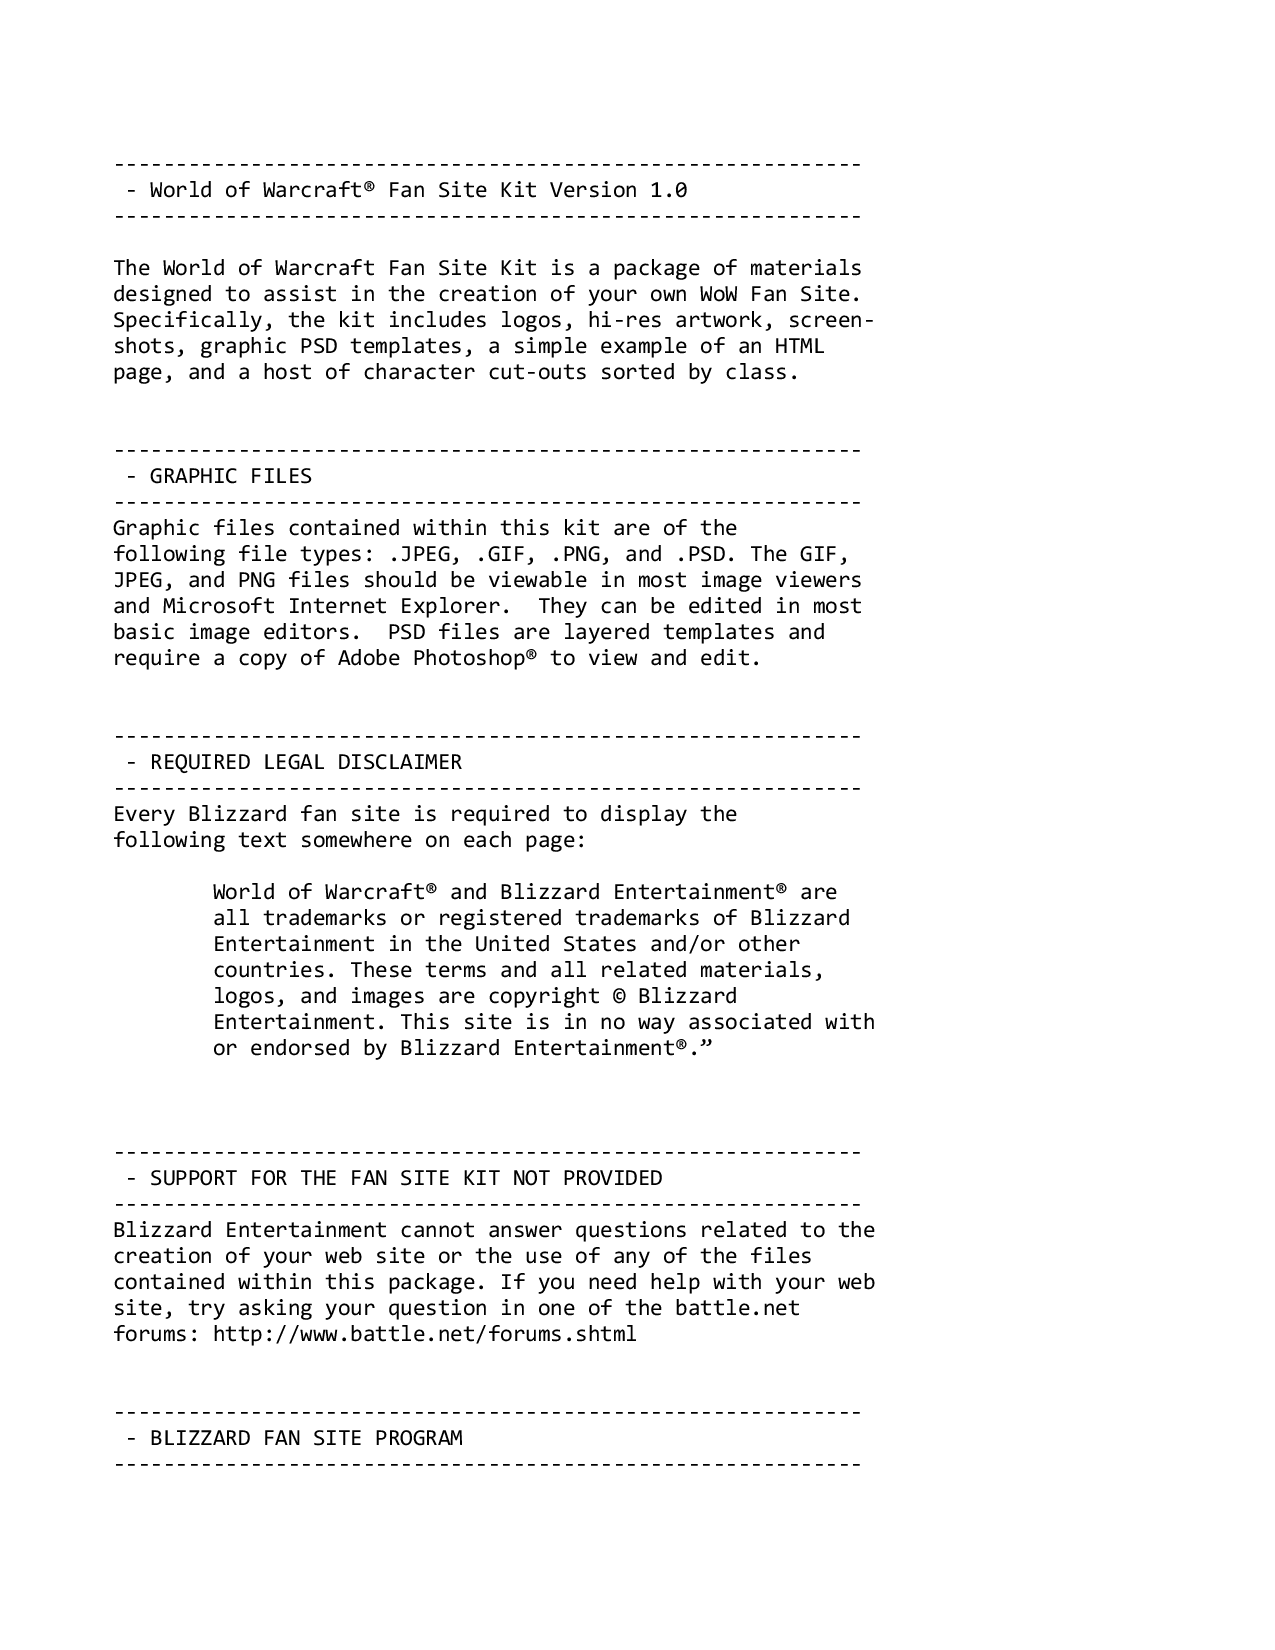 ------------------------------------------------------------
 - World of Warcraft® Fan Site Kit Version 1.0
------------------------------------------------------------
The World of Warcraft Fan Site Kit is a package of materials
designed to assist in the creation of your own WoW Fan Site.
Specifically, the kit includes logos, hi-res artwork, screen-
shots, graphic PSD templates, a simple example of an HTML
page, and a host of character cut-outs sorted by class.
------------------------------------------------------------
 - GRAPHIC FILES
------------------------------------------------------------
Graphic files contained within this kit are of the
following file types: .JPEG, .GIF, .PNG, and .PSD. The GIF,
JPEG, and PNG files should be viewable in most image viewers
and Microsoft Internet Explorer.  They can be edited in most
basic image editors.  PSD files are layered templates and
require a copy of Adobe Photoshop® to view and edit.
------------------------------------------------------------
 - REQUIRED LEGAL DISCLAIMER
------------------------------------------------------------
Every Blizzard fan site is required to display the
following text somewhere on each page:
World of Warcraft® and Blizzard Entertainment® are
all trademarks or registered trademarks of Blizzard
Entertainment in the United States and/or other
countries. These terms and all related materials,
logos, and images are copyright © Blizzard
Entertainment. This site is in no way associated with
or endorsed by Blizzard Entertainment®.”
------------------------------------------------------------
 - SUPPORT FOR THE FAN SITE KIT NOT PROVIDED
------------------------------------------------------------
Blizzard Entertainment cannot answer questions related to the
creation of your web site or the use of any of the files
contained within this package. If you need help with your web
site, try asking your question in one of the battle.net
forums: http://www.battle.net/forums.shtml
------------------------------------------------------------
 - BLIZZARD FAN SITE PROGRAM
------------------------------------------------------------